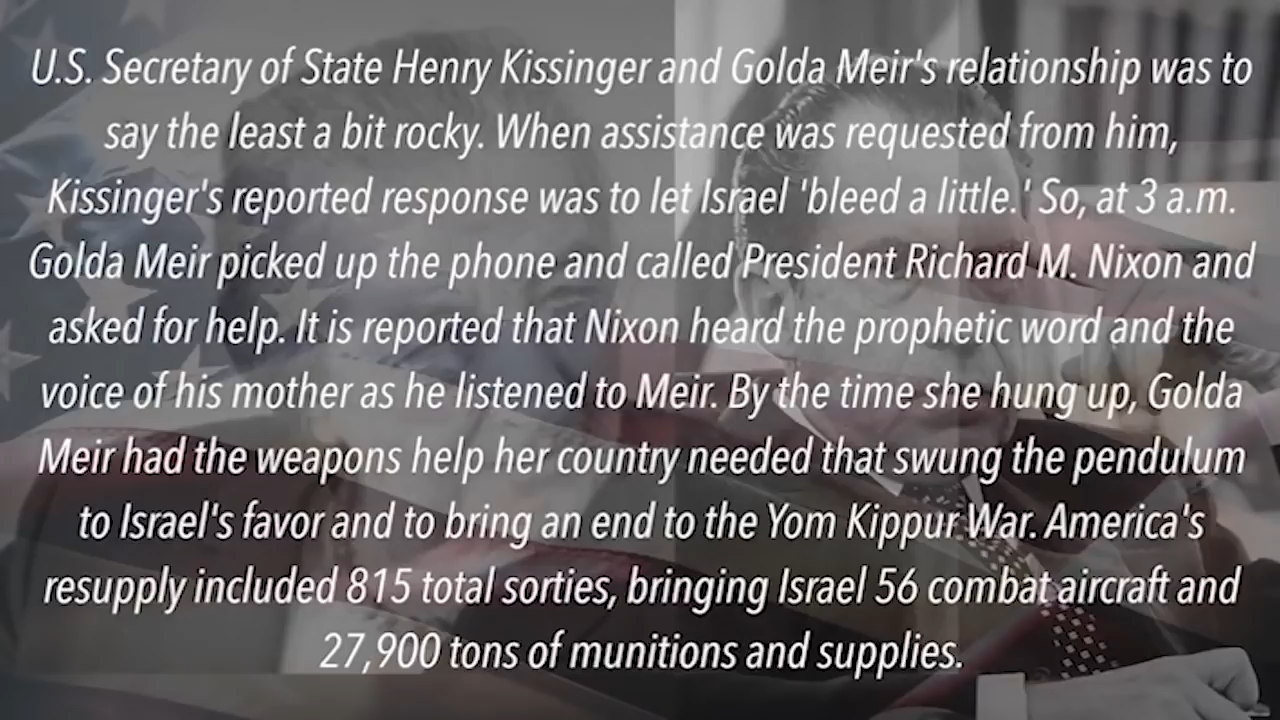 U.S. Secretary of State Henry Kissinger and Golda Meir's relationship was to
say the least a bit rocky. When assistance was requested from him,
Kissinger's reported response was to let Israel 'bleed a little.' So, at 3 a.m.
Golda Meir picked up the phone and called President Richard M. Nixon and
asked for help. It is reported that Nixon heard the prophetic word and the
voice of his mother as he listened to Meir. By the time she hung up, Golda
Meir had the weapons help her country needed that swung the pendulum
to Israel's favor and to bring an end to the Yom Kippur War. America's
resupply included 815 total sorties, bringing Israel 56 combat aircraft and
27,900 tons of munitions and supplies.